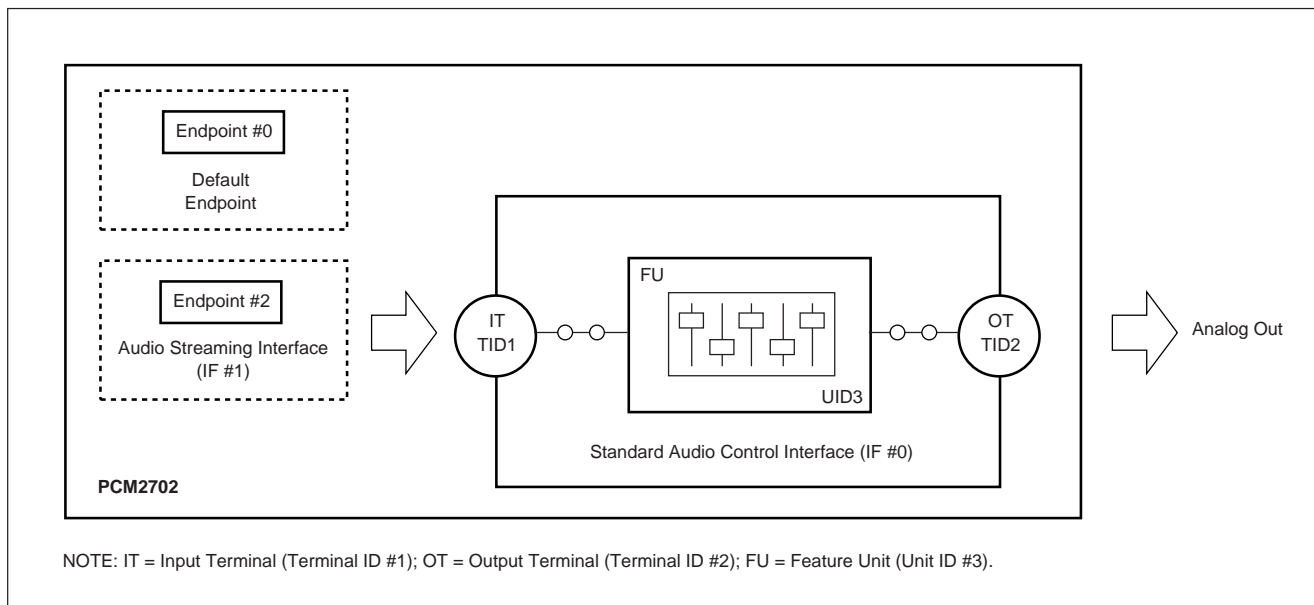 Endpoint #0
Default
Endpoint
Endpoint #2
Audio Streaming Interface
(IF #1)
IT
TID1
FU
UID3
OT
TID2
Analog Out
Standard Audio Control Interface (IF #0)
PCM2702
NOTE: IT = Input Terminal (Terminal ID #1); OT = Output Terminal (Terminal ID #2); FU = Feature Unit (Unit ID #3).